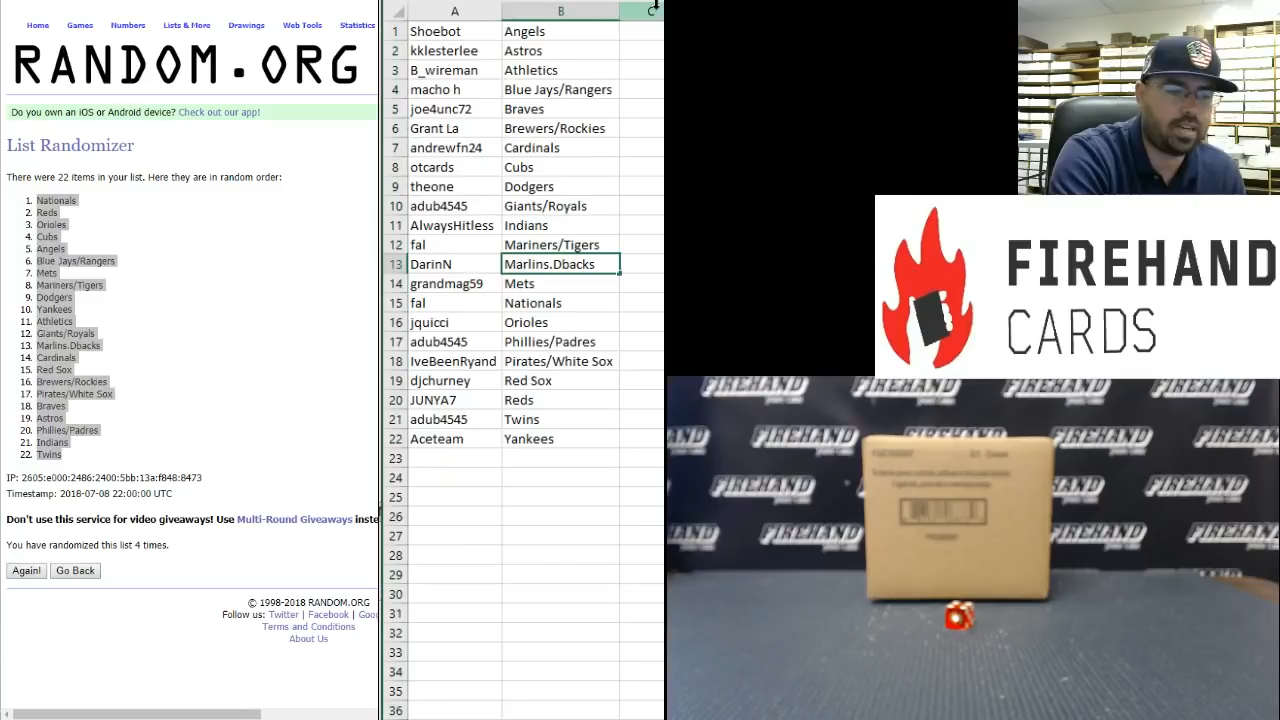 Home Games Numbers Lists & More Drawings Web Tools Statistics
RANDOM.ORG
Do you own an iOS or Android device? Check out our app!
List Randomizer
There were 22 items in your list. Here they are in random order:
1. Nationals
2. Reds
3. Orioles
4. Cubs
5. Angels
6. Blue Jays/Rangers
7. Mets
8. Mariners/Tigers
9. Dodgers
10. Yankees
11. Athletics
12. Giants/Royals
13. Marlins.Dbacks
14. Cardinals
15. Red Sox
16. Brewers/Rockies
17. Pirates/White Sox
18. Braves
19. Astros
20. Phillies/Padres
21. Indians
22. Twins
IP: 2605:e000:2486:2400:5bb:13a:f848:8473
Timestamp: 2018-07-08 22:00:00 UTC
Don't use this service for video giveaways! Use Multi-Round Giveaways inste
You have randomized this list 4 times.
Again! Go Back
© 1998-2018 RANDOM.ORG
Follow us: Twitter | Facebook | Goo
Terms and Conditions
About Us
A B C
1 Shoebot Angels
2 kklesterlee Astros
3 B_wireman Athletics
4 macho h Blue Jays/Rangers
5 joe4unc72 Braves
6 Grant La Brewers/Rockies
7 andrewfn24 Cardinals
8 otcards Cubs
9 theone Dodgers
10 adub4545 Giants/Royals
11 AlwaysHitless Indians
12 fal Mariners/Tigers
13 DarinN Marlins.Dbacks
14 grandmag59 Mets
15 fal Nationals
16 jquicci Orioles
17 adub4545 Phillies/Padres
18 IveBeenRyand Pirates/White Sox
19 djchurney Red Sox
20 JUNYA7 Reds
21 adub4545 Twins
22 Aceteam Yankees
23
24
25
26
27
28
29
30
31
32
33
34
35
36
FIREHAND
CARDS
FIREHAND FIREHAND FIREHAND FIREHAND
FIREHAND FIREHAND
FIREHAND FIREHAND
FIREHAND FIREHAND